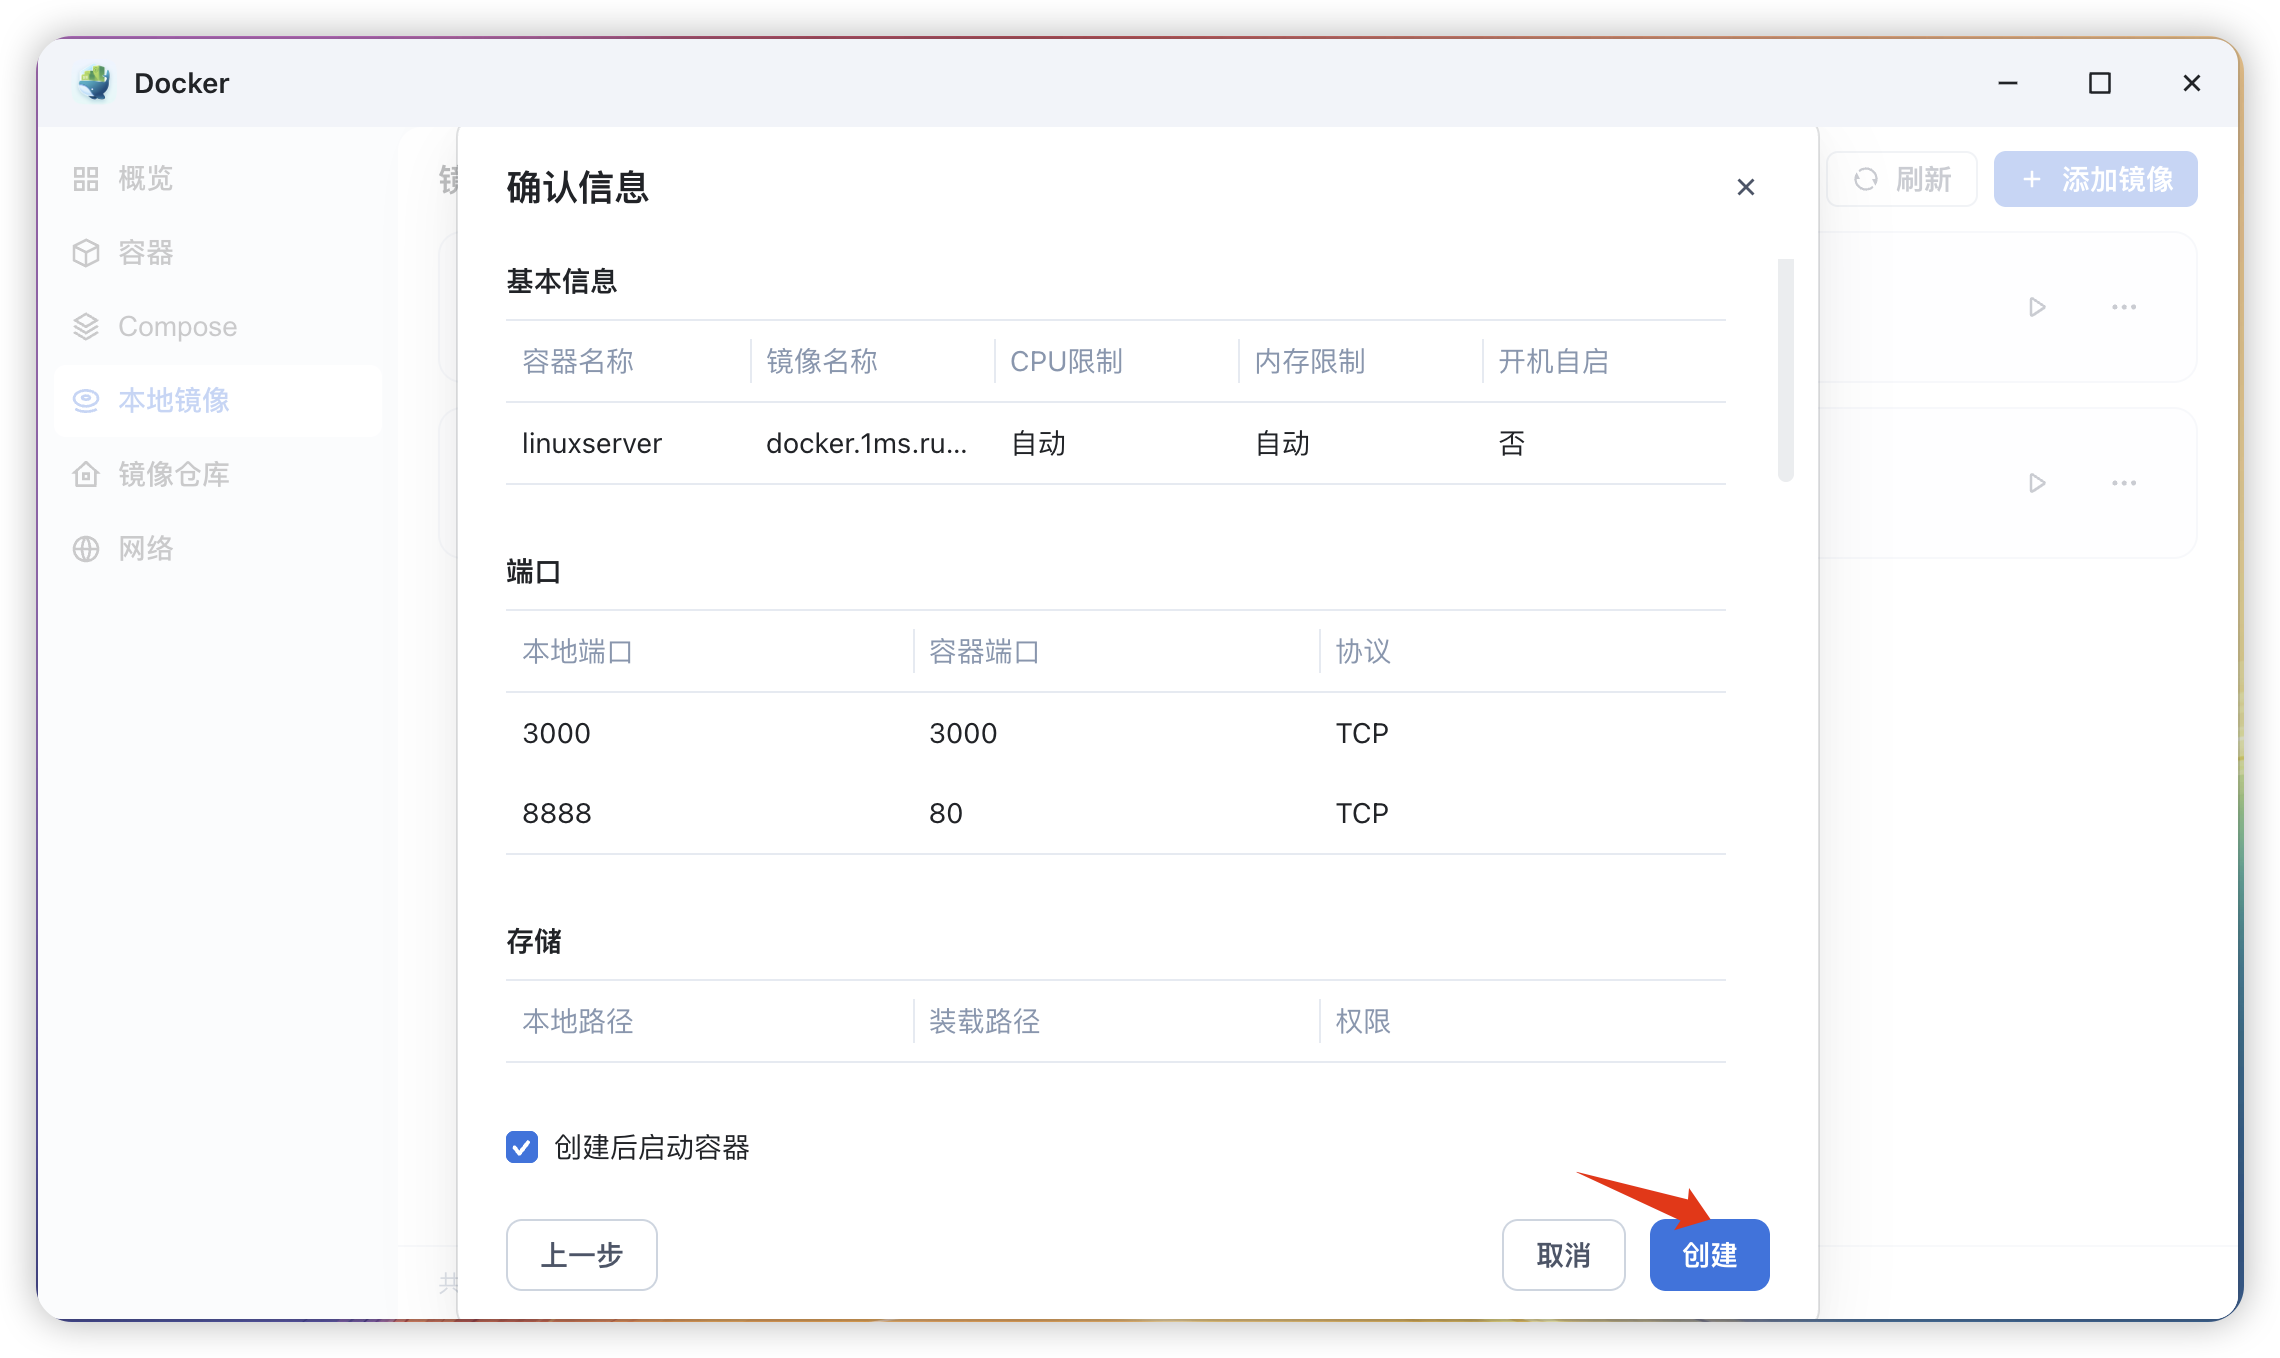 Docker
概览
容器
Compose
本地镜像
镜像仓库
网络
镜
刷新
添加镜像
确认信息
基本信息
容器名称 镜像名称 CPU限制 内存限制 开机自启
linuxserver docker.1ms.ru... 自动 自动 否
端口
本地端口 容器端口 协议
3000 3000 TCP
8888 80 TCP
存储
本地路径 装载路径 权限
创建后启动容器
上一步 取消 创建
共